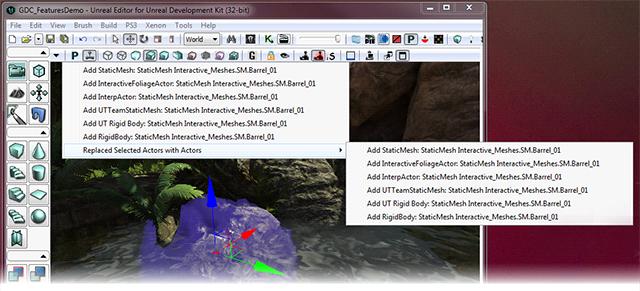 GDC_FeaturesDemo - Unreal Editor for Unreal Development Kit (32-bit)
File Edit View Brush Build PS3 Xenon Tools Help
World
Add StaticMesh: StaticMesh Interactive_Meshes.SM.Barrel_01
Add InteractiveFoliageActor: StaticMesh Interactive_Meshes.SM.Barrel_01
Add InterpActor: StaticMesh Interactive_Meshes.SM.Barrel_01
Add UTTeamStaticMesh: StaticMesh Interactive_Meshes.SM.Barrel_01
Add UT Rigid Body: StaticMesh Interactive_Meshes.SM.Barrel_01
Add RigidBody: StaticMesh Interactive_Meshes.SM.Barrel_01
Replaced Selected Actors with Actors
Add StaticMesh: StaticMesh Interactive_Meshes.SM.Barrel_01
Add InteractiveFoliageActor: StaticMesh Interactive_Meshes.SM.Barrel_01
Add InterpActor: StaticMesh Interactive_Meshes.SM.Barrel_01
Add UTTeamStaticMesh: StaticMesh Interactive_Meshes.SM.Barrel_01
Add UT Rigid Body: StaticMesh Interactive_Meshes.SM.Barrel_01
Add RigidBody: StaticMesh Interactive_Meshes.SM.Barrel_01